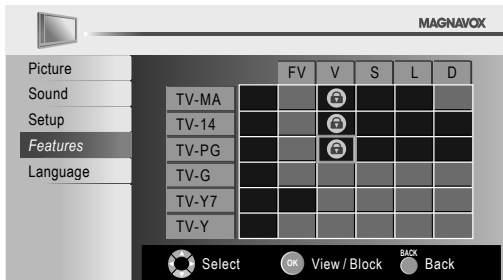 MAGNAVOX
Picture
Sound
Setup
Features
Language
FV V S L D
TV-MA
TV-14
TV-PG
TV-G
TV-Y7
TV-Y
Select OK View / Block BACK Back